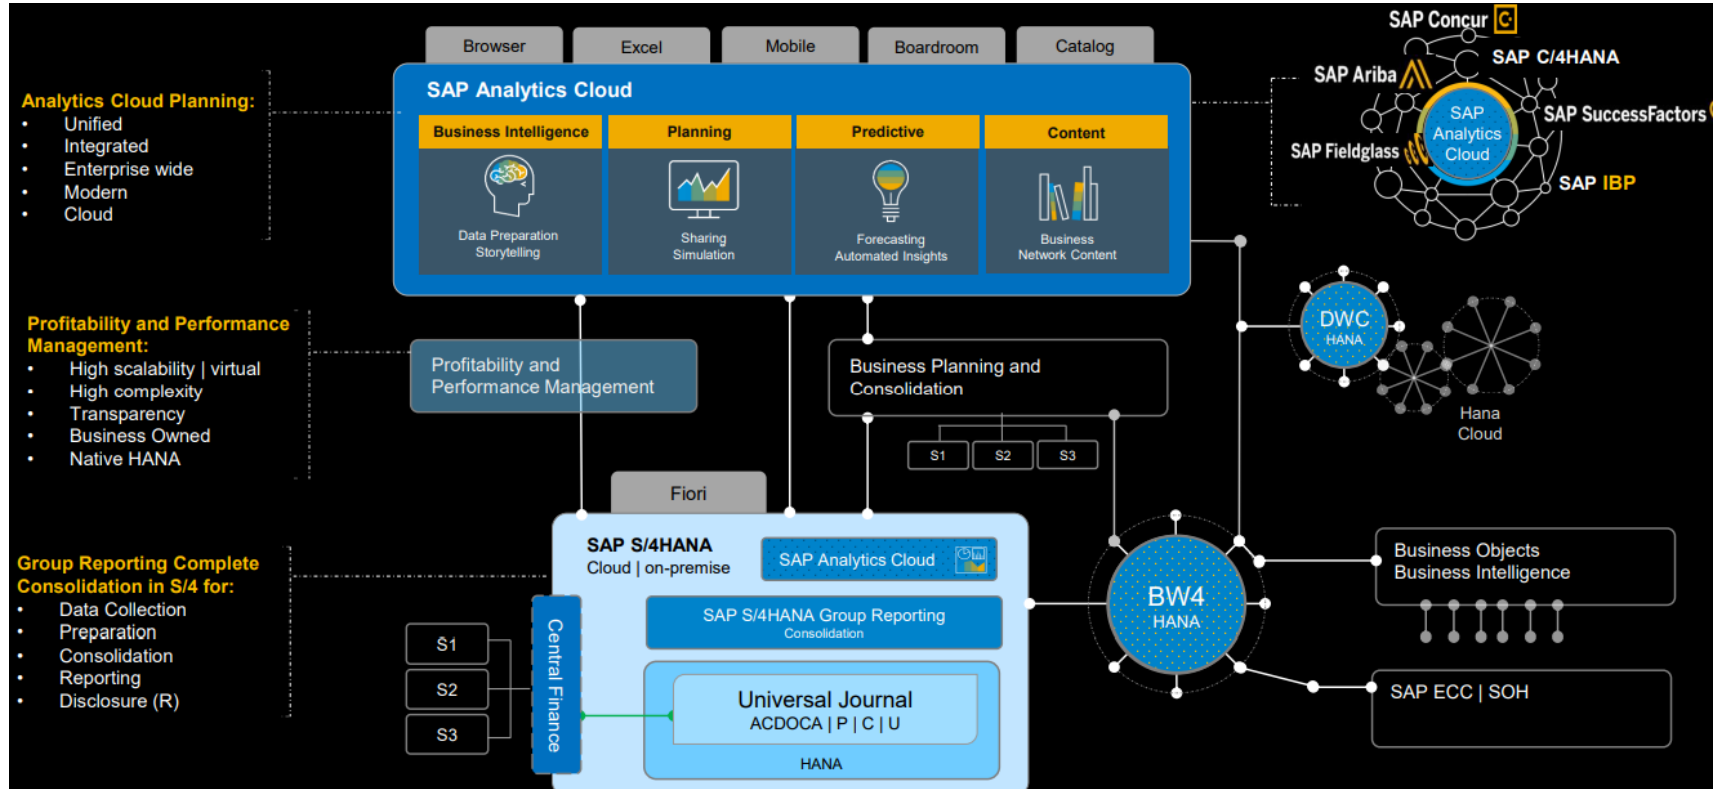 Browser
Excel
Mobile
Boardroom
Catalog
SAP Analytics Cloud
Business Intelligence
Data Preparation
Storytelling
Planning
Sharing
Simulation
Predictive
Forecasting
Automated Insights
Content
Business
Network Content
Analytics Cloud Planning:
• Unified
• Integrated
• Enterprise wide
• Modern
• Cloud
SAP Concur
SAP C/4HANA
SAP Ariba
SAP SuccessFactors
SAP Fieldglass
SAP IBP
SAP
Analytics
Cloud
Profitability and Performance
Management:
• High scalability | virtual
• High complexity
• Transparency
• Business Owned
• Native HANA
Profitability and
Performance Management
Business Planning and
Consolidation
S1
S2
S3
DWC
HANA
Hana
Cloud
Group Reporting Complete
Consolidation in S/4 for:
• Data Collection
• Preparation
• Consolidation
• Reporting
• Disclosure (R)
S1
S2
S3
Central Finance
Fiori
SAP S/4HANA
Cloud | on-premise
SAP Analytics Cloud
SAP S/4HANA Group Reporting
Consolidation
Universal Journal
ACDOCA | P | C | U
HANA
BW4
HANA
Business Objects
Business Intelligence
SAP ECC | SOH